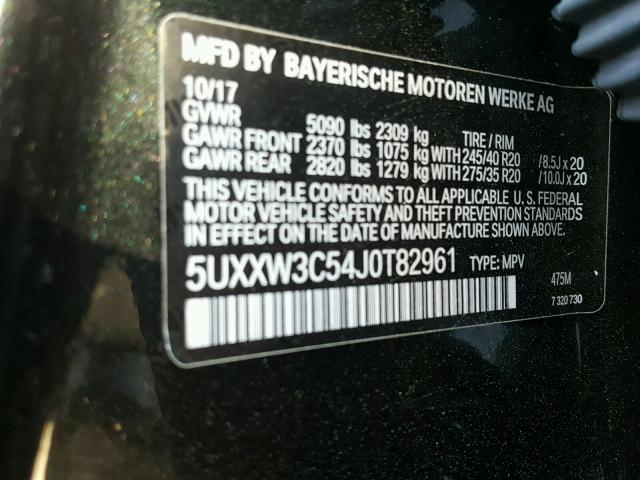 MFD BY BAYERISCHE MOTOREN WERKE AG
10/17
GVWR 5090 lbs 2309 kg TIRE / RIM
GAWR FRONT 2370 lbs 1075 kg WITH 245/40 R20 /8.5J x 20
GAWR REAR 2820 lbs 1279 kg WITH 275/35 R20 /10.0J x 20
THIS VEHICLE CONFORMS TO ALL APPLICABLE U. S. FEDERAL
MOTOR VEHICLE SAFETY AND THEFT PREVENTION STANDARDS
IN EFFECT ON THE DATE OF MANUFACTURE SHOWN ABOVE.
5UXXW3C54J0T82961 TYPE: MPV 475M
7 320 730